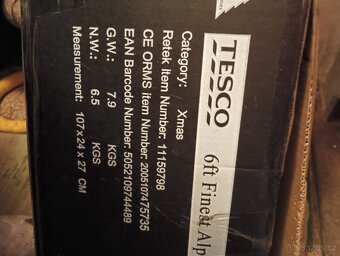 TESCO
6ft Finest Alp
Category: Xmas
Retek Item Number: 11159798
CE ORMS item Number: 2005107475735
EAN Barcode Number: 5052109744489
G.W.: 7.9 KGS
N.W.: 6.5 KGS
Measurement: 107 x 24 x 27 CM